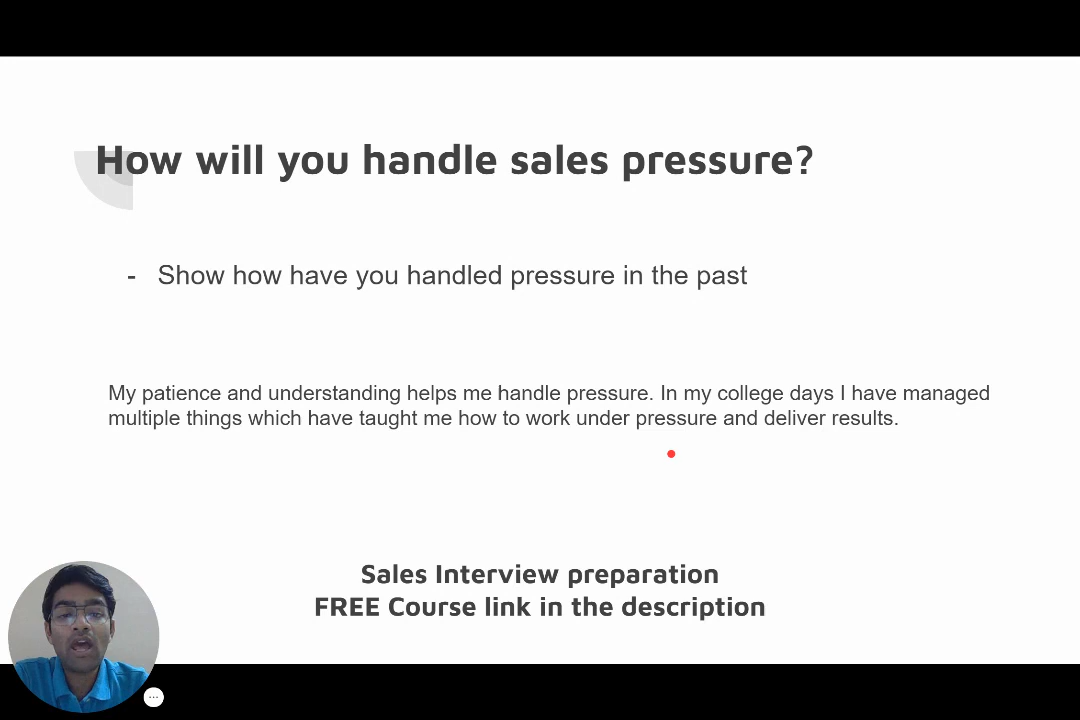 How will you handle sales pressure?
- Show how have you handled pressure in the past
My patience and understanding helps me handle pressure. In my college days I have managed
multiple things which have taught me how to work under pressure and deliver results.
Sales Interview preparation
FREE Course link in the description